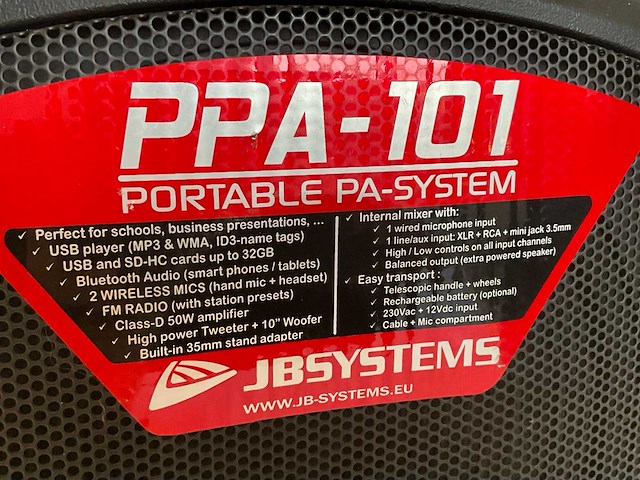 PPA-101
PORTABLE PA-SYSTEM
✓ Perfect for schools, business presentations, ...
✓ USB player (MP3 & WMA, ID3-name tags)
✓ USB and SD-HC cards up to 32GB
✓ Bluetooth Audio (smart phones / tablets)
✓ 2 WIRELESS MICS (hand mic + headset)
✓ FM RADIO (with station presets)
✓ Class-D 50W amplifier
✓ High power Tweeter + 10" Woofer
✓ Built-in 35mm stand adapter
✓ Internal mixer with:
✓ 1 wired microphone input
✓ 1 line/aux input: XLR + RCA + mini jack 3.5mm
✓ High / Low controls on all input channels
✓ Balanced output (extra powered speaker)
✓ Easy transport :
✓ Telescopic handle + wheels
✓ Rechargeable battery (optional)
✓ 230Vac + 12Vdc input
✓ Cable + Mic compartment
JBSYSTEMS
WWW.JB-SYSTEMS.EU